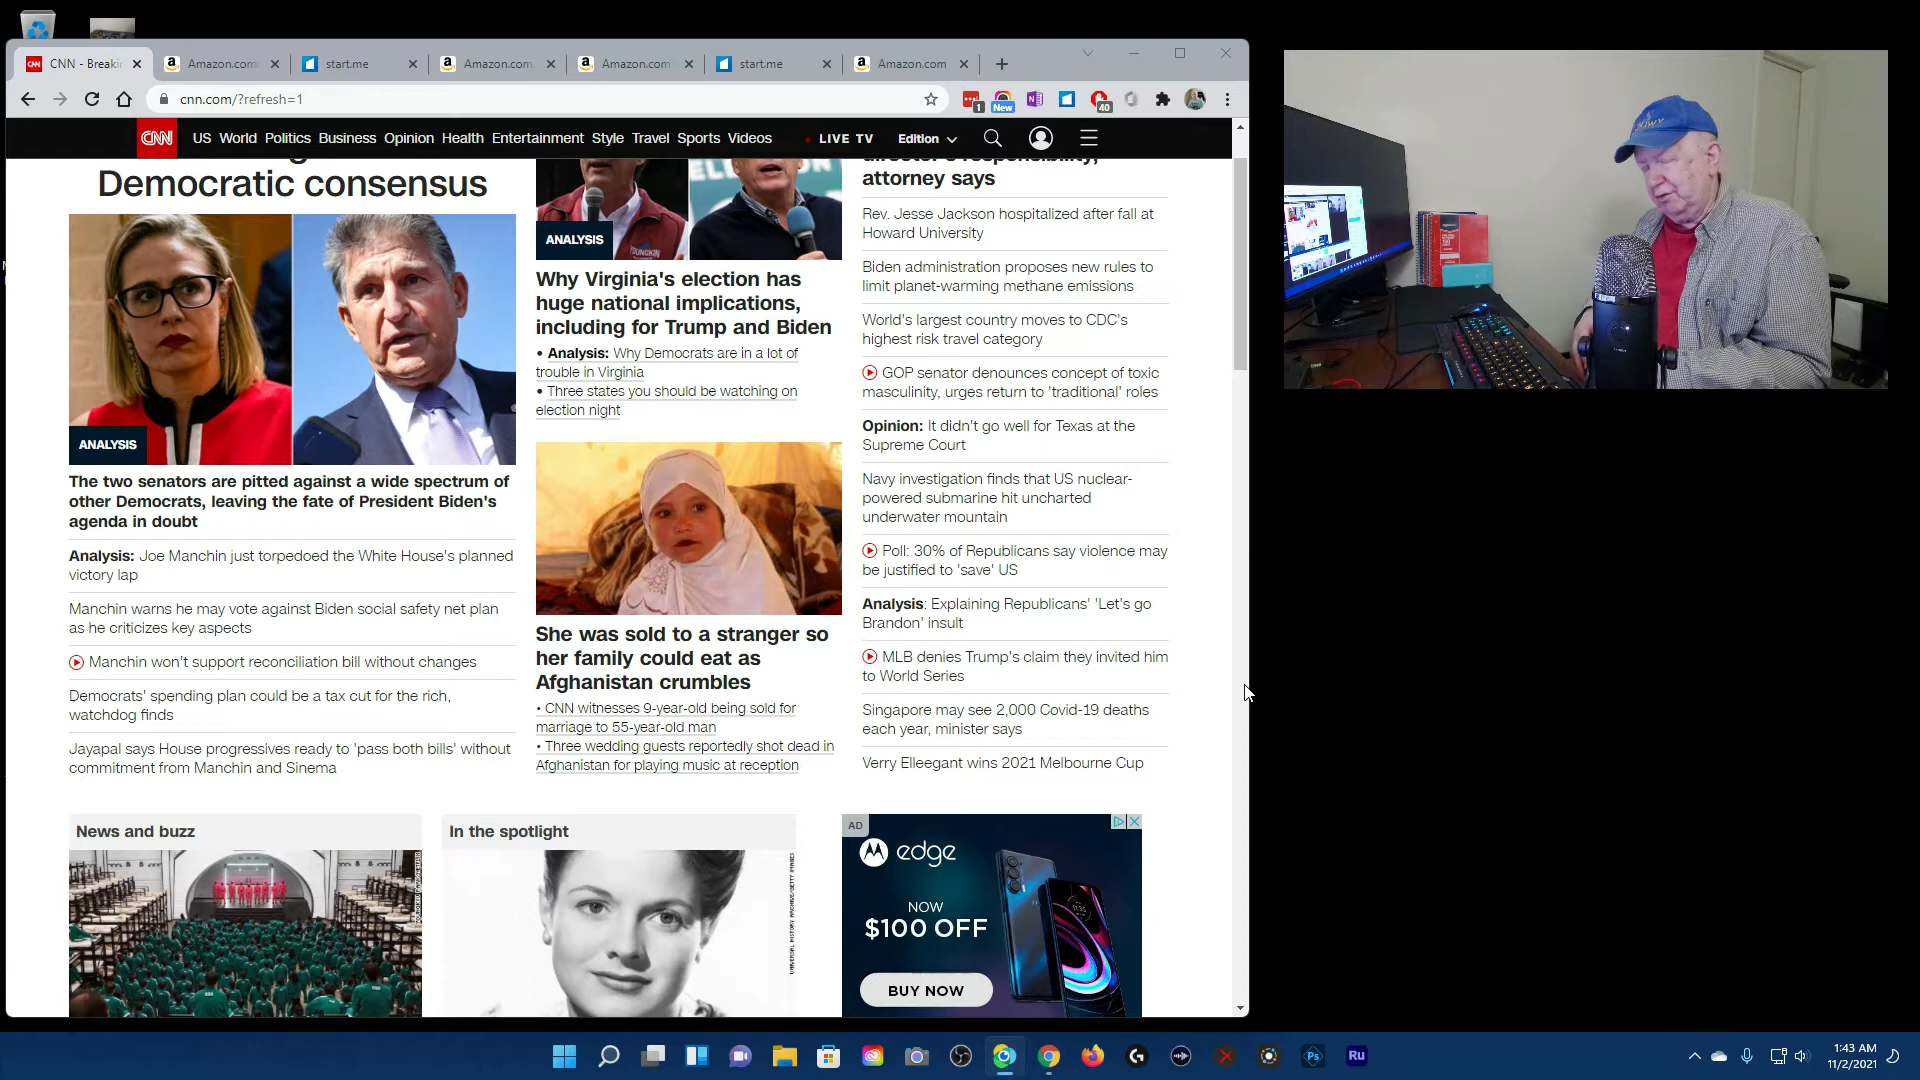 CNN - Breakin
Amazon.com
start.me
Amazon.com
Amazon.com
start.me
Amazon.com
cnn.com/?refresh=1
1
New
40
CNN
US World Politics Business Opinion Health Entertainment Style Travel Sports Videos
LIVE TV
Edition
Democratic consensus
ANALYSIS
The two senators are pitted against a wide spectrum of
other Democrats, leaving the fate of President Biden's
agenda in doubt
Analysis: Joe Manchin just torpedoed the White House's planned
victory lap
Manchin warns he may vote against Biden social safety net plan
as he criticizes key aspects
Manchin won't support reconciliation bill without changes
Democrats' spending plan could be a tax cut for the rich,
watchdog finds
Jayapal says House progressives ready to 'pass both bills' without
commitment from Manchin and Sinema
YOUNGKIN
ANALYSIS
Why Virginia's election has
huge national implications,
including for Trump and Biden
• Analysis: Why Democrats are in a lot of
trouble in Virginia
• Three states you should be watching on
election night
She was sold to a stranger so
her family could eat as
Afghanistan crumbles
• CNN witnesses 9-year-old being sold for
marriage to 55-year-old man
• Three wedding guests reportedly shot dead in
Afghanistan for playing music at reception
director's responsibility,
attorney says
Rev. Jesse Jackson hospitalized after fall at
Howard University
Biden administration proposes new rules to
limit planet-warming methane emissions
World's largest country moves to CDC's
highest risk travel category
GOP senator denounces concept of toxic
masculinity, urges return to 'traditional' roles
Opinion: It didn't go well for Texas at the
Supreme Court
Navy investigation finds that US nuclear-
powered submarine hit uncharted
underwater mountain
Poll: 30% of Republicans say violence may
be justified to 'save' US
Analysis: Explaining Republicans' 'Let's go
Brandon' insult
MLB denies Trump's claim they invited him
to World Series
Singapore may see 2,000 Covid-19 deaths
each year, minister says
Verry Elleegant wins 2021 Melbourne Cup
News and buzz
In the spotlight
UNIVERSAL HISTORY ARCHIVE/GETTY IMAGES
AD
edge
NOW
$100 OFF
BUY NOW
Ps
Ru
1:43 AM
11/2/2021